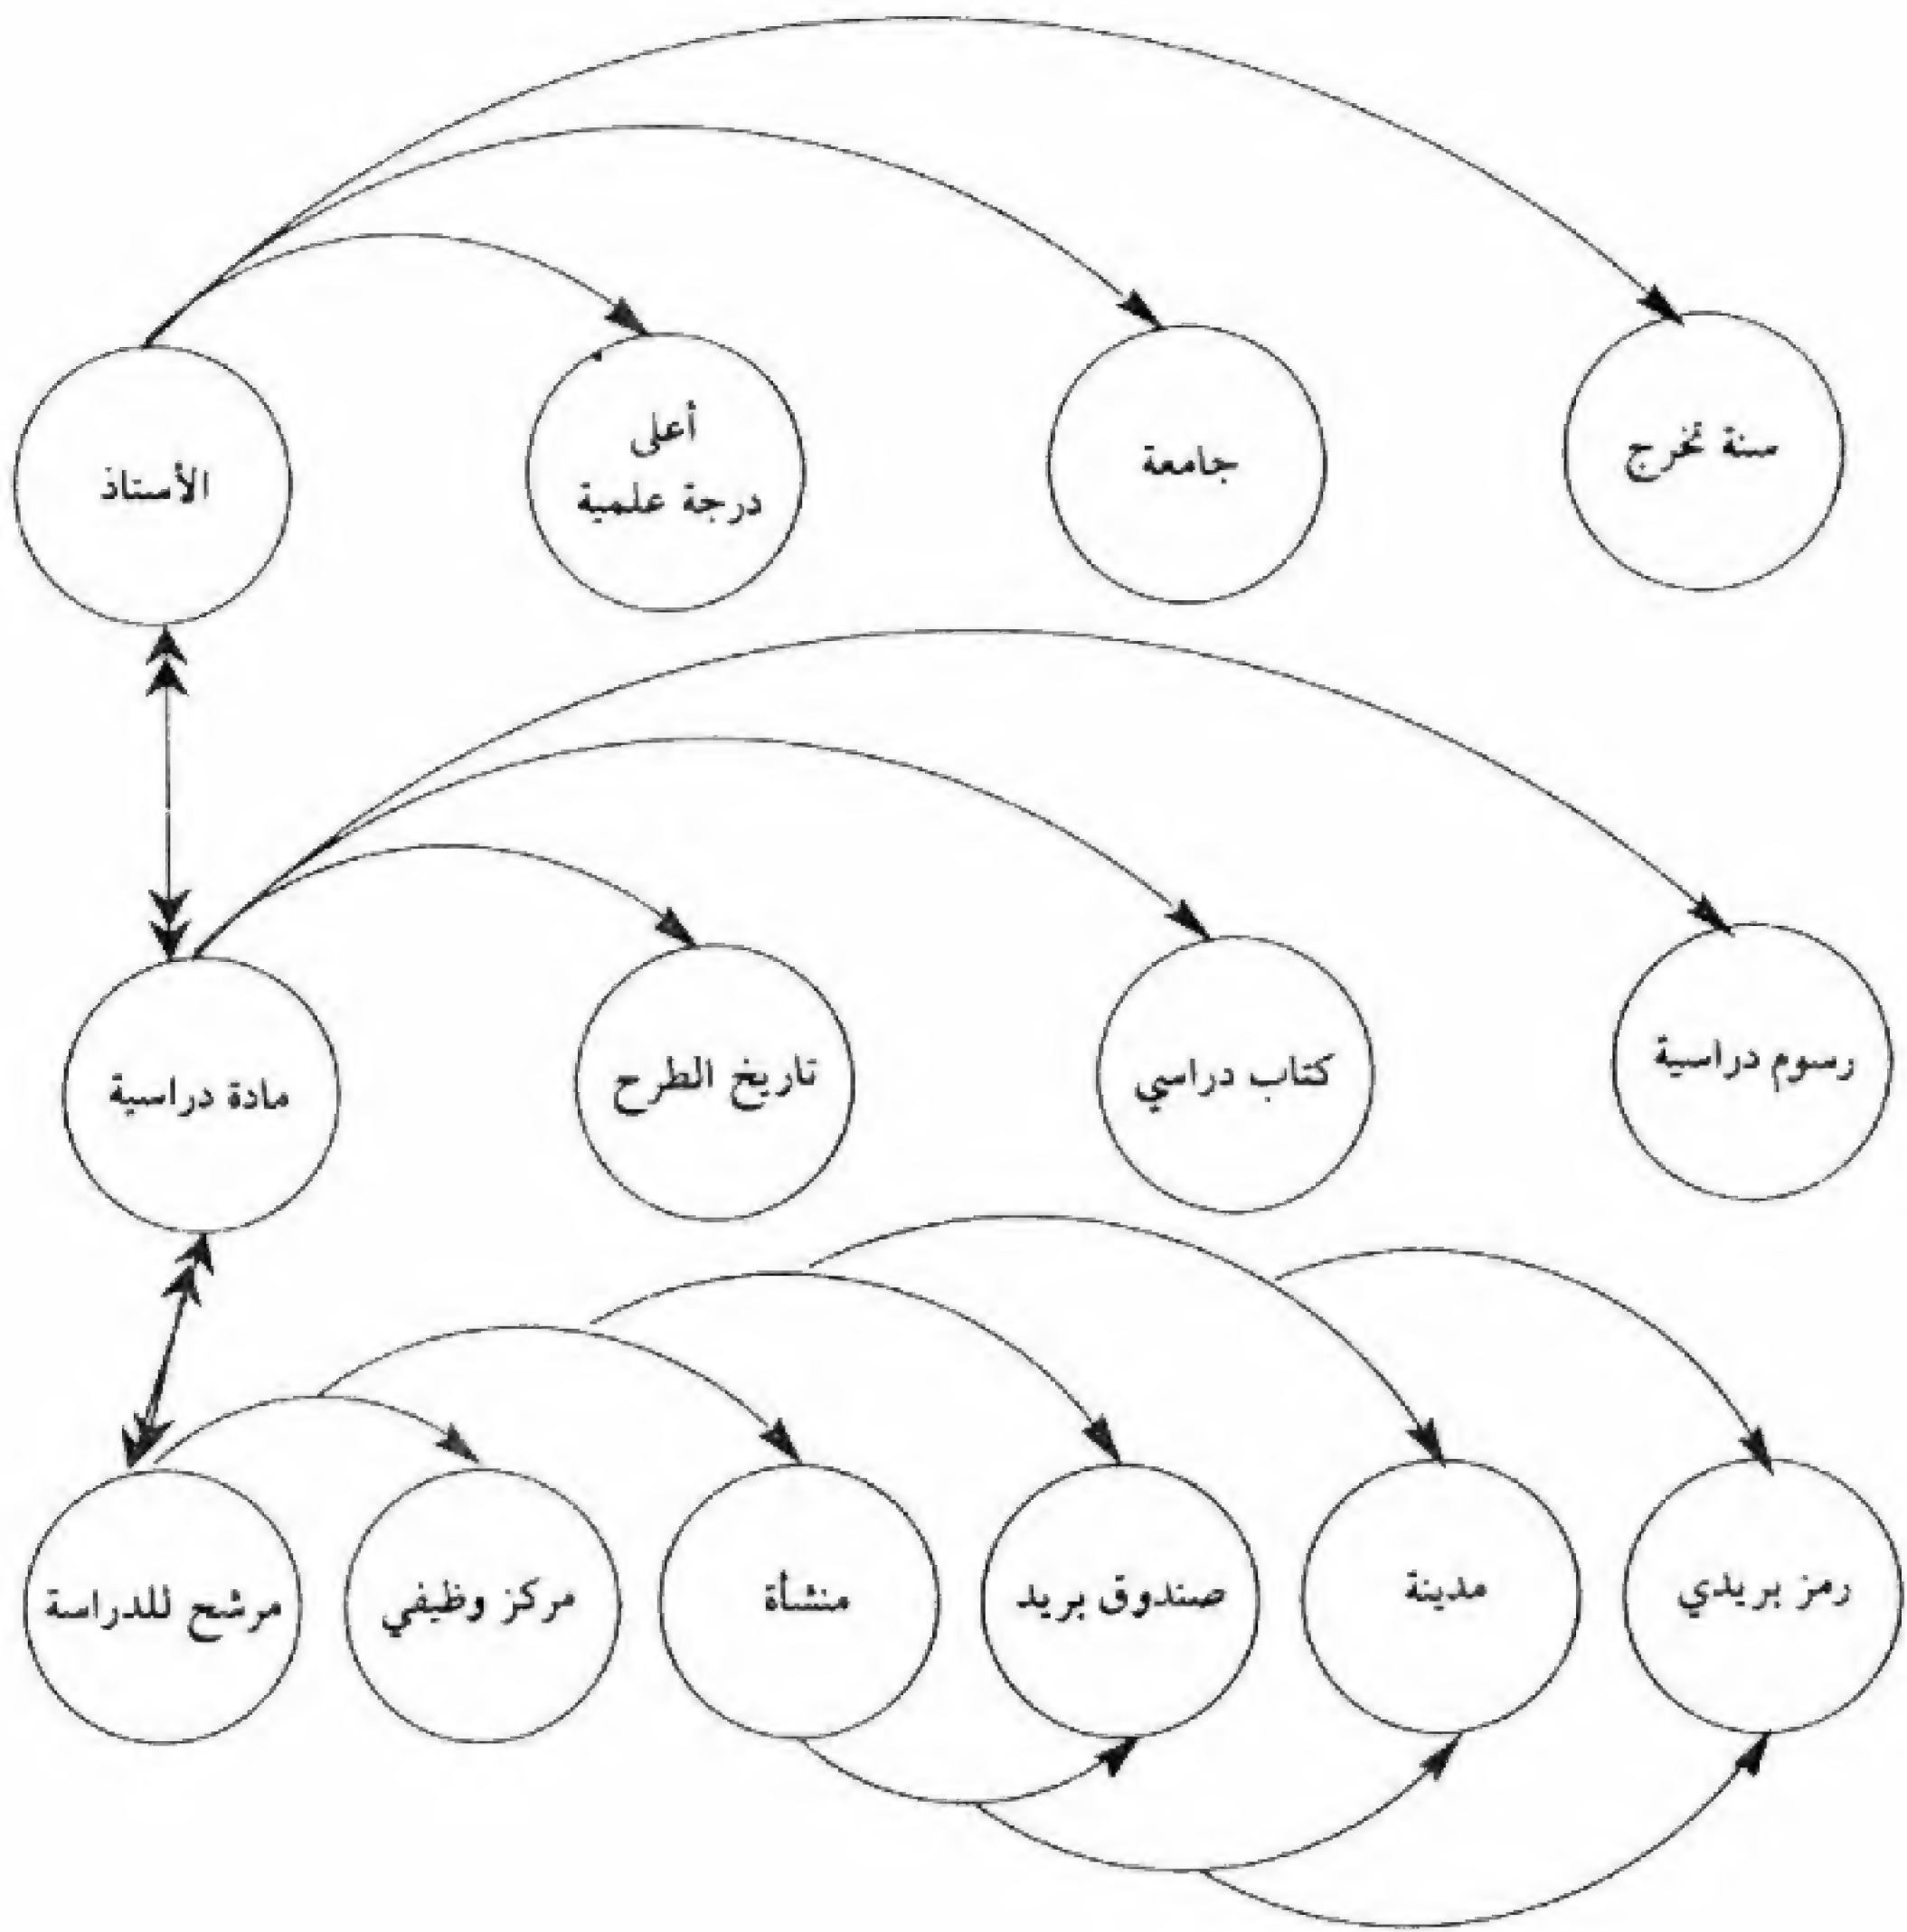 الأستاذ
أعلى
درجة علمية
جامعة
سنة تخرج
مادة دراسية
تاريخ الطرح
كتاب دراسي
رسوم دراسية
مرشح للدراسة
مركز وظيفي
منشأة
صندوق بريد
مدينة
رمز بريدي